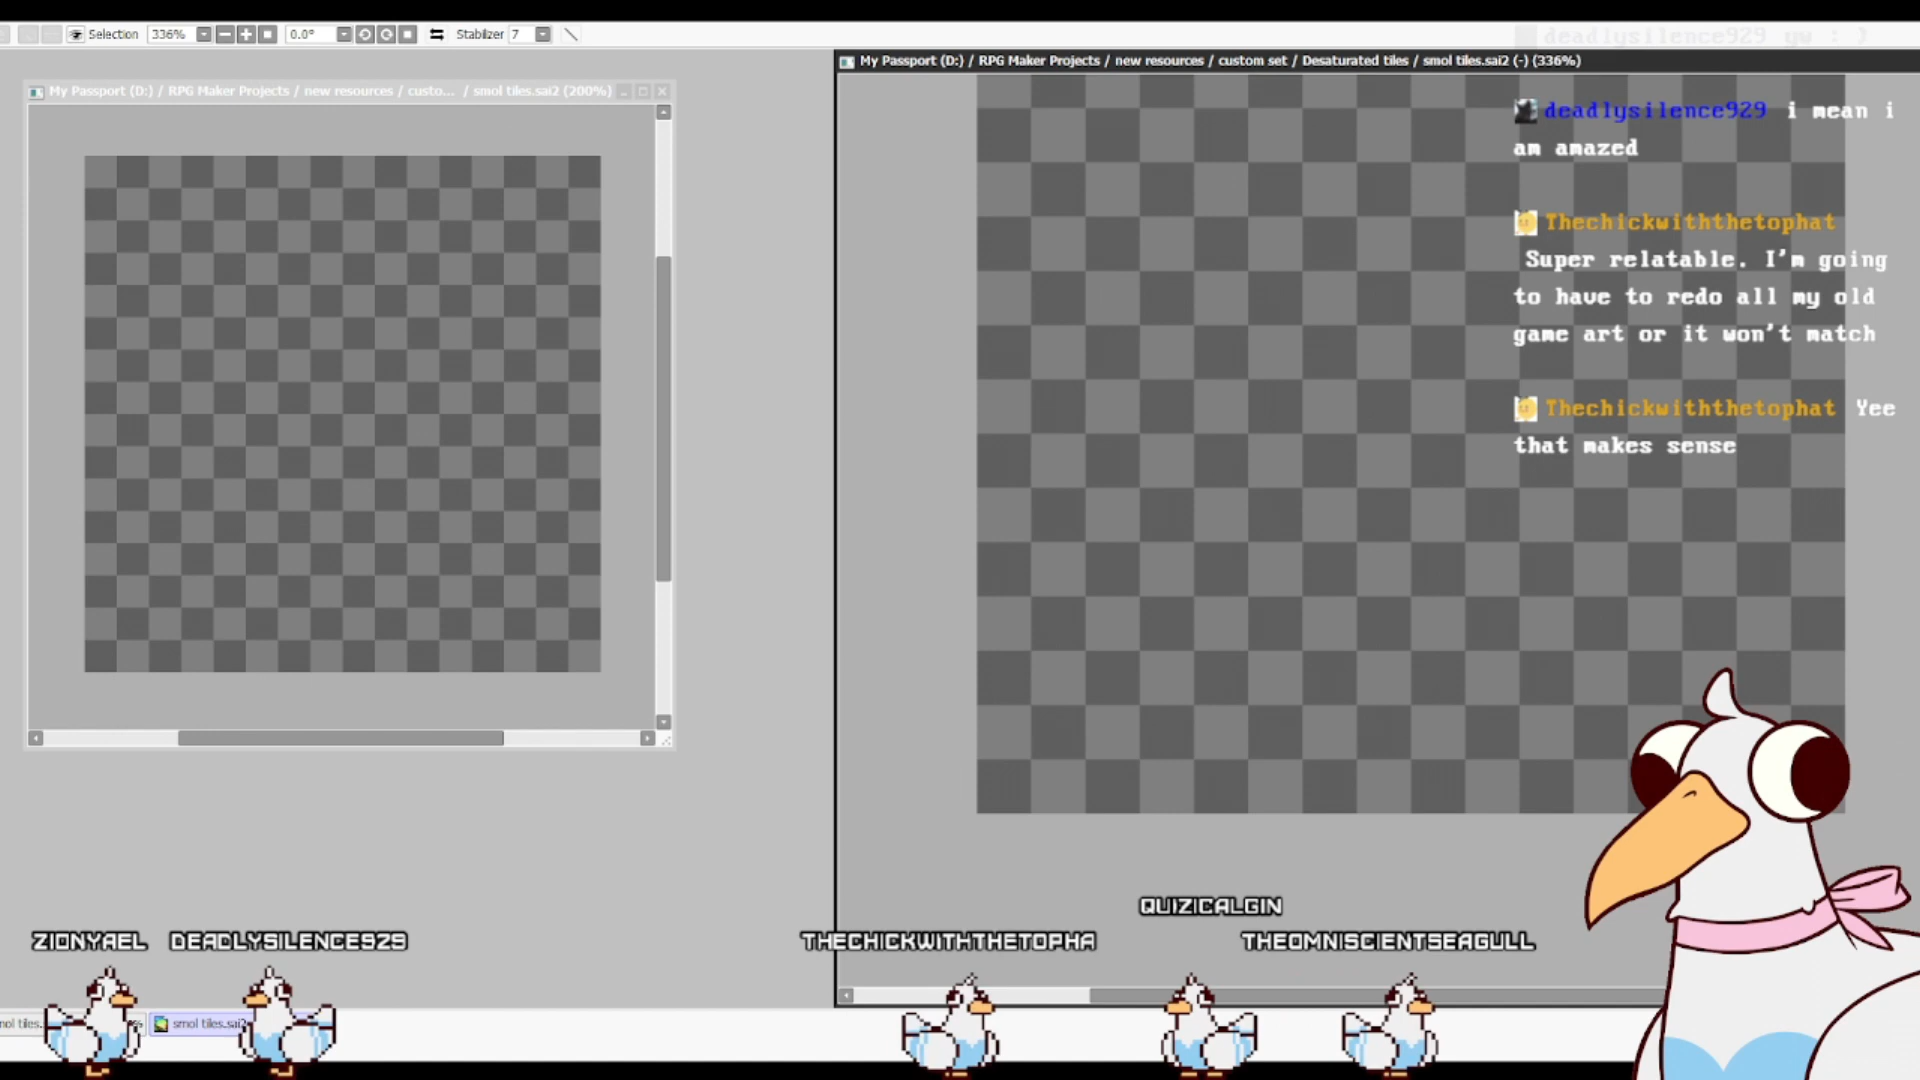 deadlysilence929 yw : )
Selection 336% 0.0° Stabilizer 7
My Passport (D:) / RPG Maker Projects / new resources / custom set / Desaturated tiles / smol tiles.sai2 (-) (336%)
My Passport (D:) / RPG Maker Projects / new resources / custo... / smol tiles.sai2 (200%)
deadlysilence929 i mean i
am amazed
Thechickwiththetophat
Super relatable. I'm going
to have to redo all my old
game art or it won't match
Thechickwiththetophat Yee
that makes sense
QUIZICALGIN
ZIONYAEL DEADLYSILENCE929 THECHICKWITHTHETOPHA THEOMNISCIENTSEAGULL
smol tiles.sai2